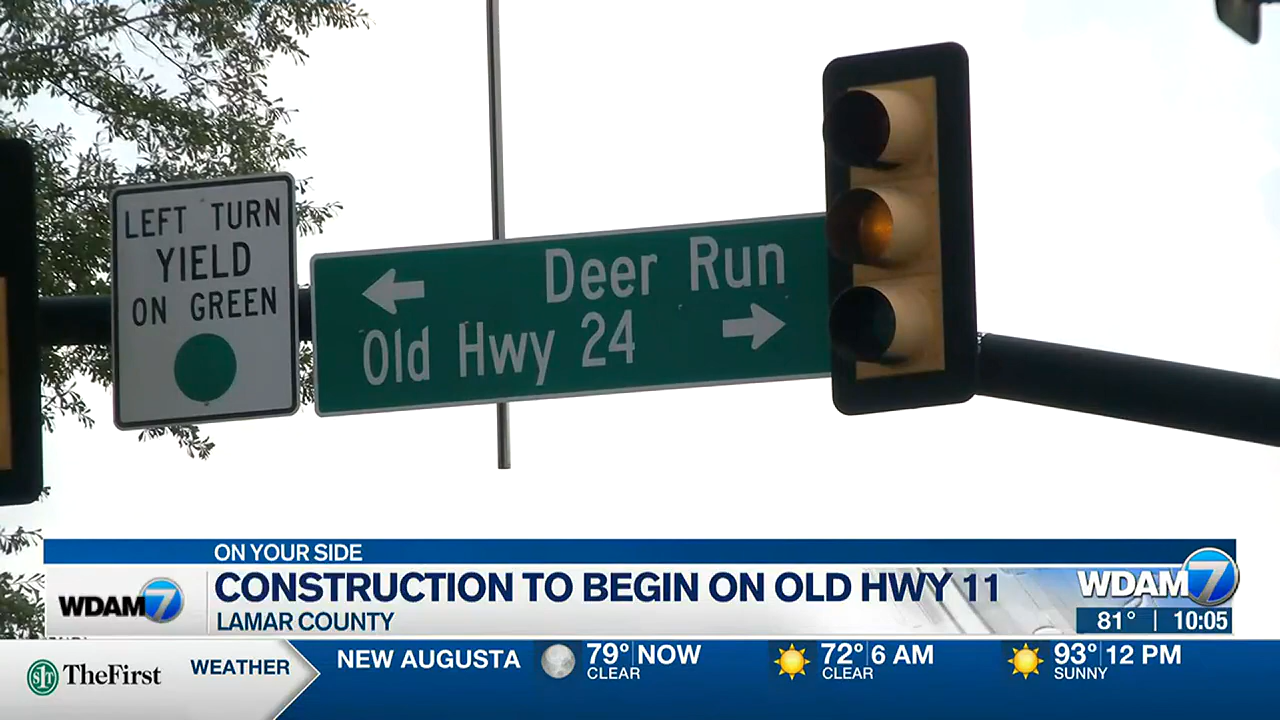 LEFT TURN
YIELD
ON GREEN
Deer Run
Old Hwy 24
ON YOUR SIDE
CONSTRUCTION TO BEGIN ON OLD HWY 11
LAMAR COUNTY
WDAM7
WDAM7
81° | 10:05
TheFirst
WEATHER
NEW AUGUSTA
79° NOW
CLEAR
72° 6 AM
CLEAR
93° 12 PM
SUNNY